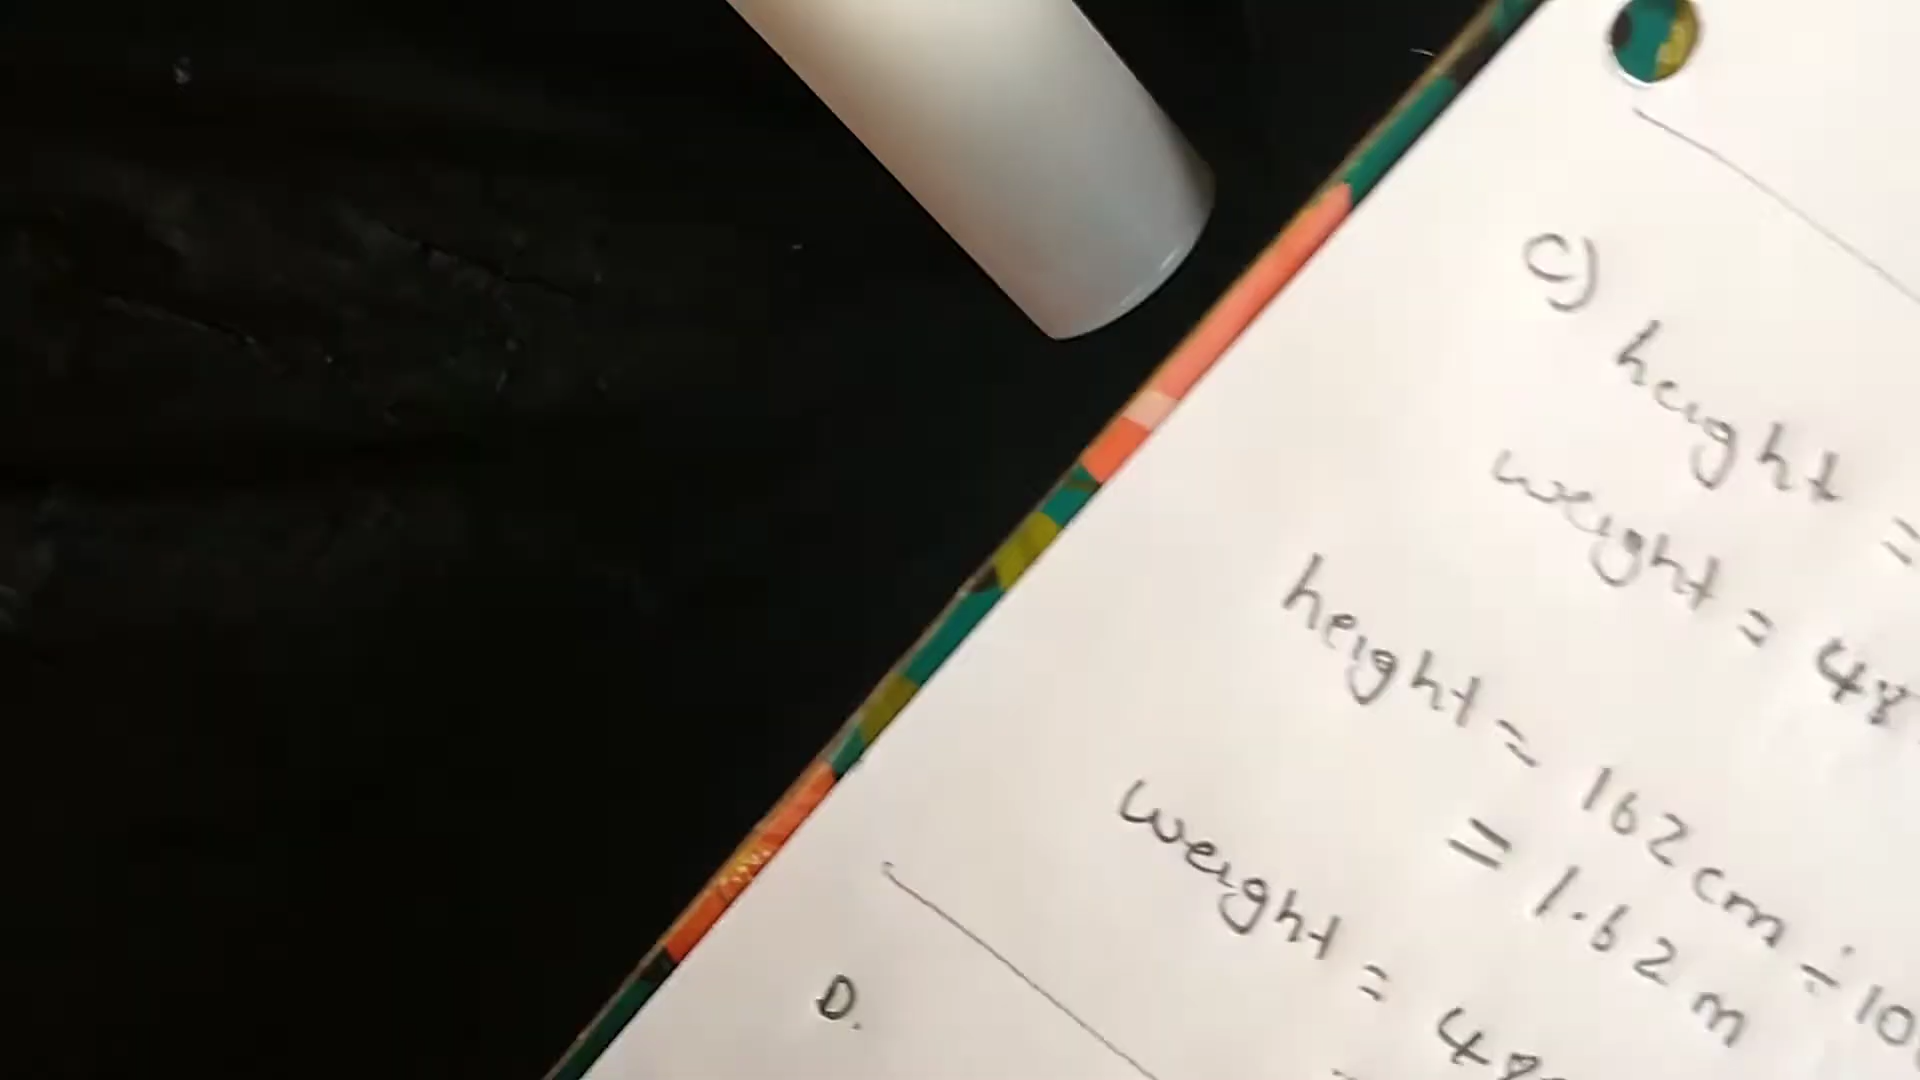 c) height =
weight = 48
height = 162 cm ÷ 10
= 1.62 m
weight = 48
D.